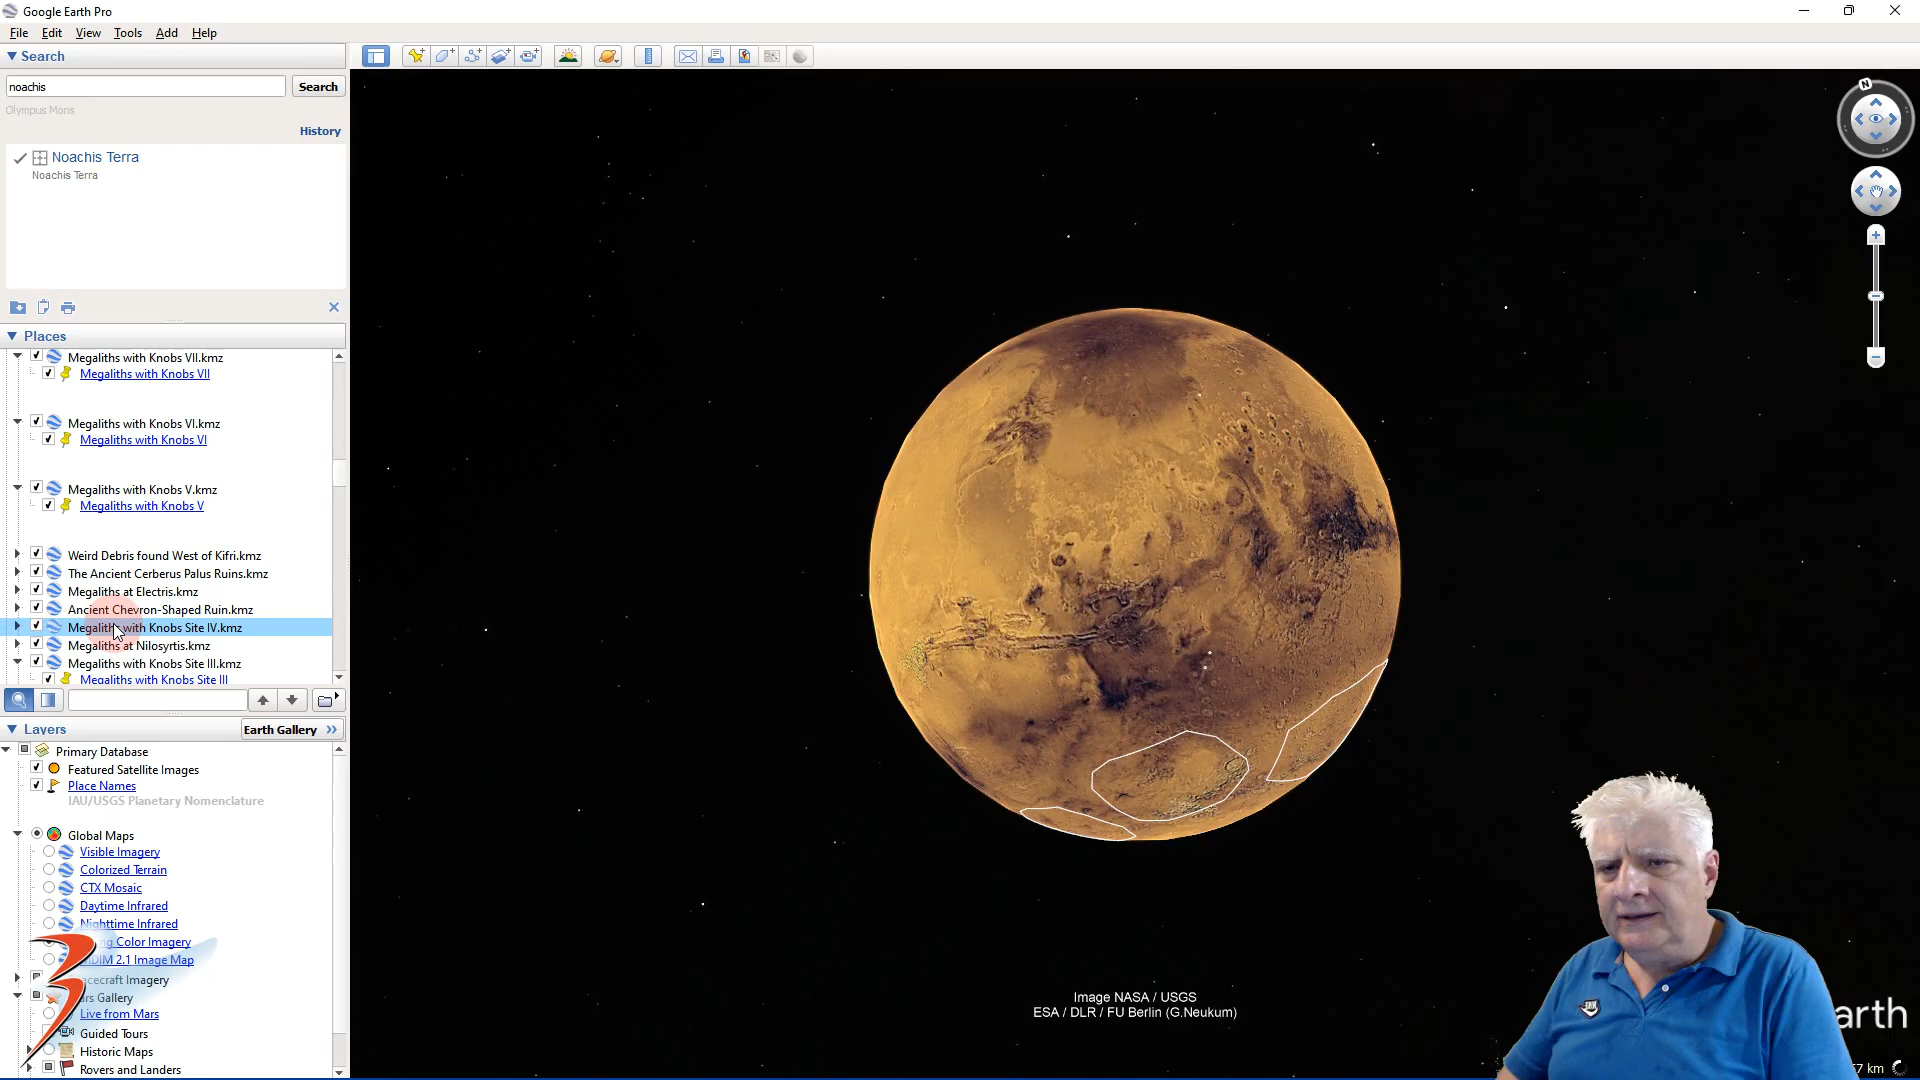 Google Earth Pro
File Edit View Tools Add Help
Search
noachis
Search
Olympus Mons
History
Noachis Terra
Noachis Terra
Places
Megaliths with Knobs VII.kmz
Megaliths with Knobs VII
Megaliths with Knobs VI.kmz
Megaliths with Knobs VI
Megaliths with Knobs V.kmz
Megaliths with Knobs V
Weird Debris found West of Kifri.kmz
The Ancient Cerberus Palus Ruins.kmz
Megaliths at Electris.kmz
Ancient Chevron-Shaped Ruin.kmz
Megaliths with Knobs Site IV.kmz
Megaliths at Nilosyrtis.kmz
Megaliths with Knobs Site III.kmz
Megaliths with Knobs Site III
Layers
Earth Gallery »
Primary Database
Featured Satellite Images
Place Names
IAU/USGS Planetary Nomenclature
Global Maps
Visible Imagery
Colorized Terrain
CTX Mosaic
Daytime Infrared
Nighttime Infrared
Color Imagery
2.1 Image Map
Imagery
Gallery
Live from Mars
Guided Tours
Historic Maps
Rovers and Landers
N
Image NASA / USGS
ESA / DLR / FU Berlin (G.Neukum)
arth
km